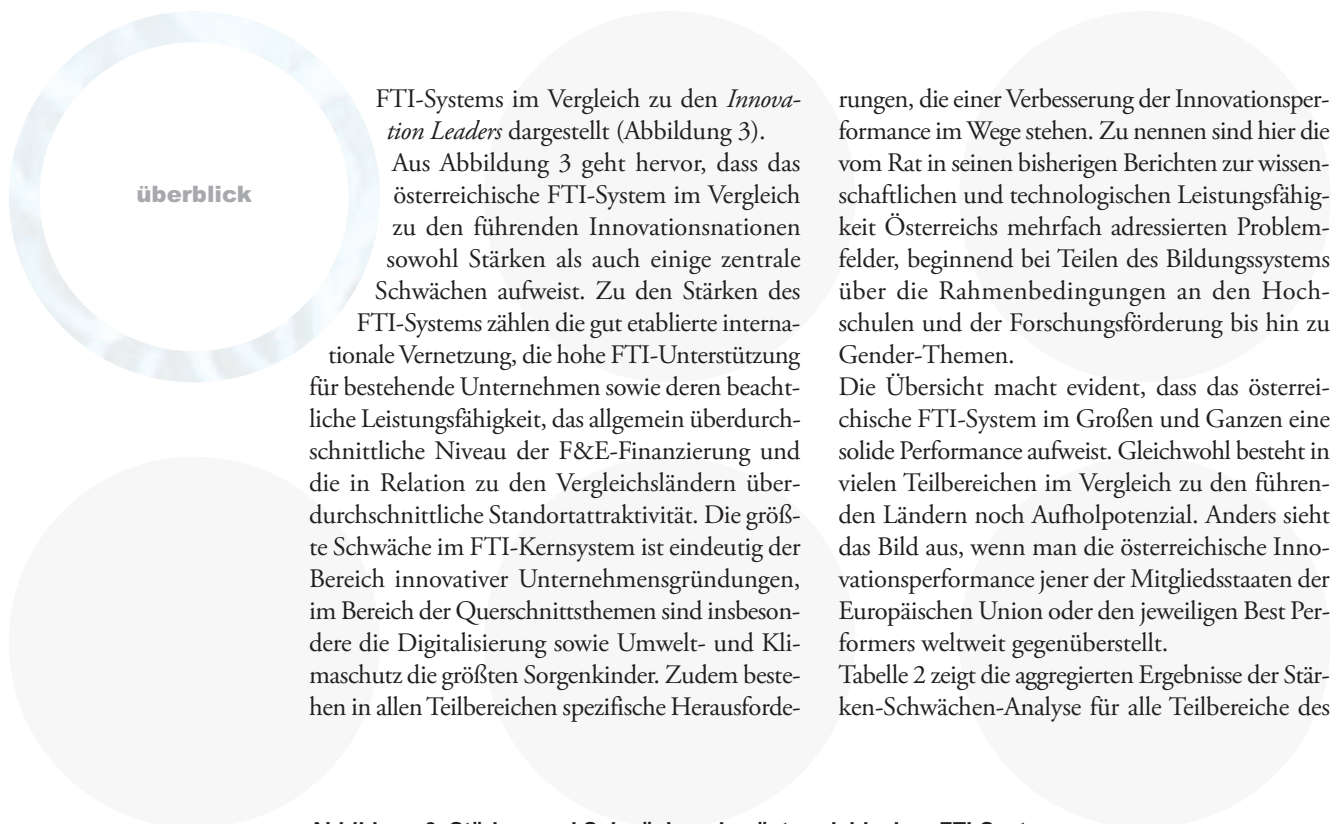 überblick
FTI-Systems im Vergleich zu den Innova-
tion Leaders dargestellt (Abbildung 3).
Aus Abbildung 3 geht hervor, dass das
österreichische FTI-System im Vergleich
zu den führenden Innovationsnationen
sowohl Stärken als auch einige zentrale
Schwächen aufweist. Zu den Stärken des
FTI-Systems zählen die gut etablierte interna-
tionale Vernetzung, die hohe FTI-Unterstützung
für bestehende Unternehmen sowie deren beacht-
liche Leistungsfähigkeit, das allgemein überdurch-
schnittliche Niveau der F&E-Finanzierung und
die in Relation zu den Vergleichsländern über-
durchschnittliche Standortattraktivität. Die größ-
te Schwäche im FTI-Kernsystem ist eindeutig der
Bereich innovativer Unternehmensgründungen,
im Bereich der Querschnittsthemen sind insbeson-
dere die Digitalisierung sowie Umwelt- und Kli-
maschutz die größten Sorgenkinder. Zudem beste-
hen in allen Teilbereichen spezifische Herausforde-
rungen, die einer Verbesserung der Innovationsper-
formance im Wege stehen. Zu nennen sind hier die
vom Rat in seinen bisherigen Berichten zur wissen-
schaftlichen und technologischen Leistungsfähig-
keit Österreichs mehrfach adressierten Problem-
felder, beginnend bei Teilen des Bildungssystems
über die Rahmenbedingungen an den Hoch-
schulen und der Forschungsförderung bis hin zu
Gender-Themen.
Die Übersicht macht evident, dass das österrei-
chische FTI-System im Großen und Ganzen eine
solide Performance aufweist. Gleichwohl besteht in
vielen Teilbereichen im Vergleich zu den führen-
den Ländern noch Aufholpotenzial. Anders sieht
das Bild aus, wenn man die österreichische Inno-
vationsperformance jener der Mitgliedsstaaten der
Europäischen Union oder den jeweiligen Best Per-
formers weltweit gegenüberstellt.
Tabelle 2 zeigt die aggregierten Ergebnisse der Stär-
ken-Schwächen-Analyse für alle Teilbereiche des